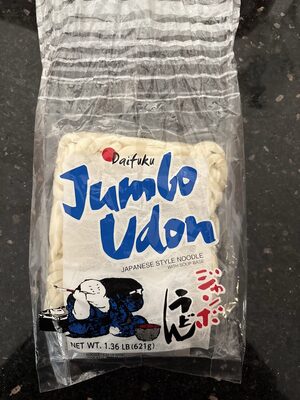 Daifuku
Jumbo
Udon
JAPANESE STYLE NOODLE
WITH SOUP BASE
ジャンボ
うどん
NET WT. 1.36 LB (621g)